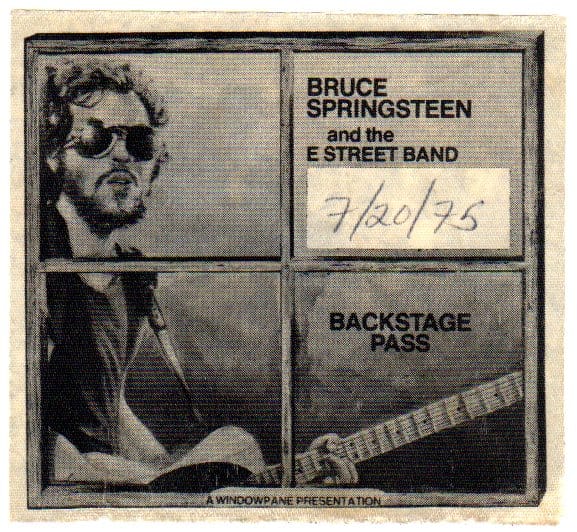 BRUCE
SPRINGSTEEN
and the
E STREET BAND
7/20/75
BACKSTAGE
PASS
A WINDOWPANE PRESENTATION